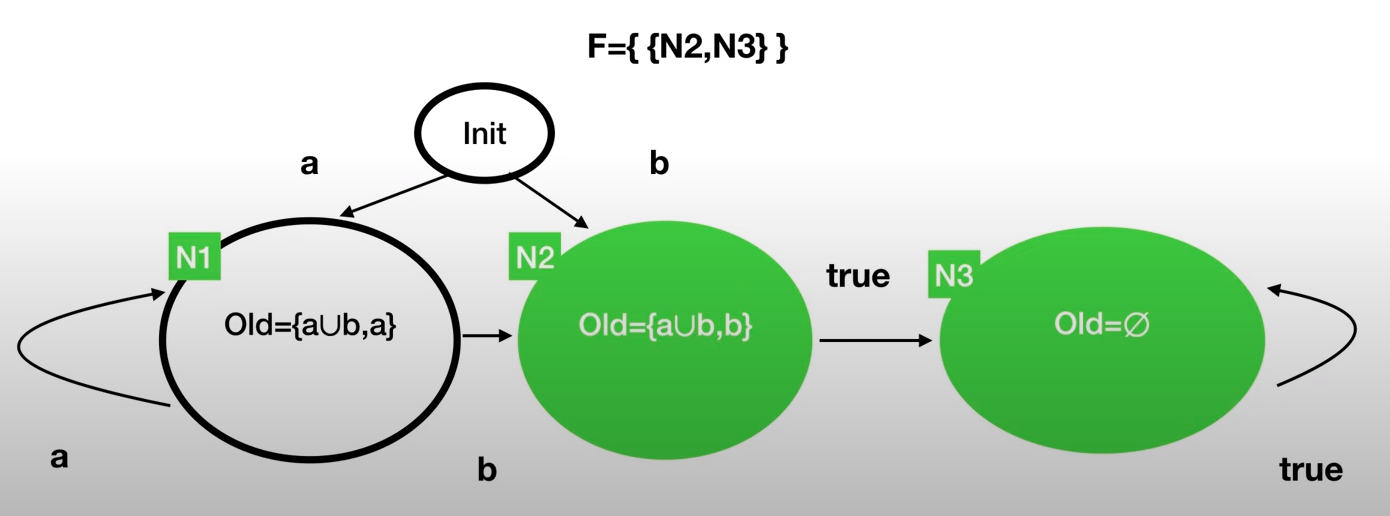 F={ {N2,N3} }
Init
a
b
N1
N2
true
N3
Old={a∪b,a}
Old={a∪b,b}
Old=∅
a
b
true